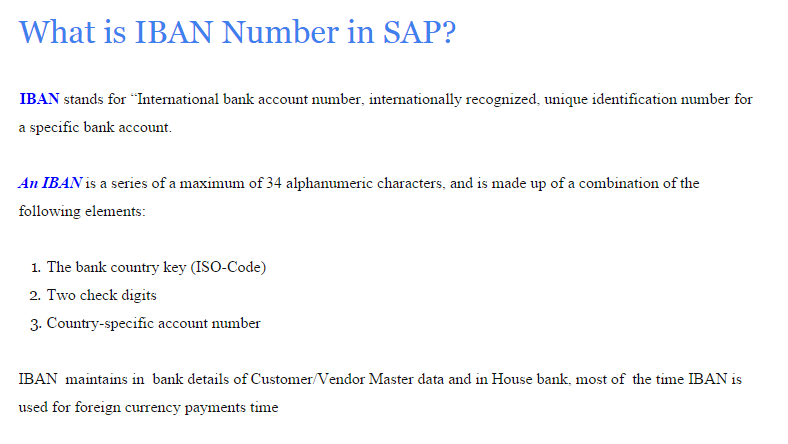 What is IBAN Number in SAP?
IBAN stands for “International bank account number, internationally recognized, unique identification number for
a specific bank account.
An IBAN is a series of a maximum of 34 alphanumeric characters, and is made up of a combination of the
following elements:
1. The bank country key (ISO-Code)
2. Two check digits
3. Country-specific account number
IBAN  maintains in  bank details of Customer/Vendor Master data and in House bank, most of  the time IBAN is
used for foreign currency payments time